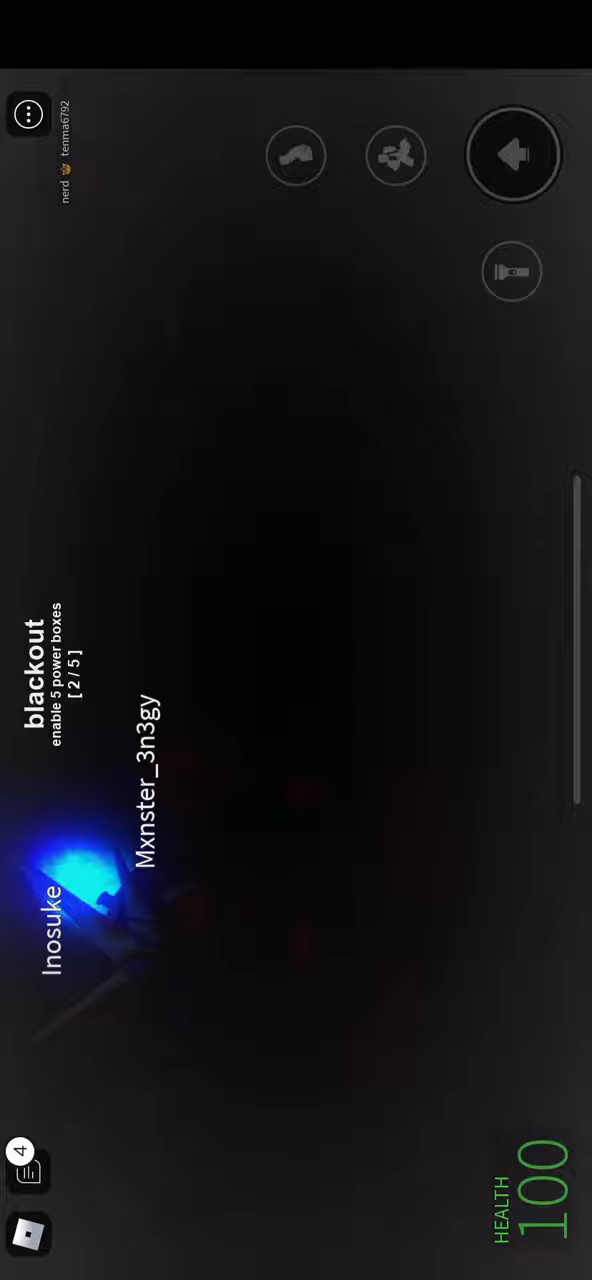 4
nerd 👑 tenma6792
blackout
enable 5 power boxes
[ 2 / 5 ]
Inosuke
Mxnster_3n3gy
HEALTH
100